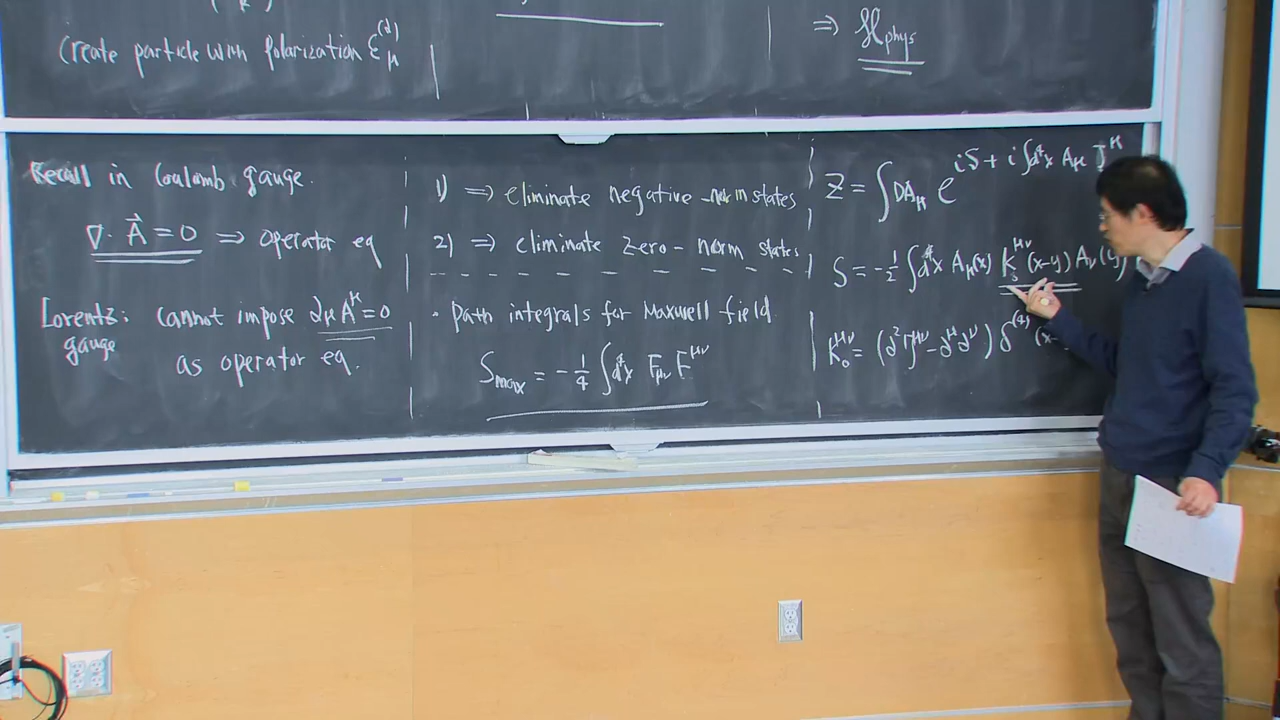 Create particle with polarization ε_μ^(α)
⇒ ℋ_phys
Recall in Coulomb gauge.
∇·A⃗ = 0 ⇒ operator eq
Lorentz: cannot impose ∂_μ A^μ = 0
gauge as operator eq.
1) ⇒ eliminate negative-norm states
2) ⇒ eliminate zero-norm states
· Path integrals for Maxwell field
S_max = -1/4 ∫d⁴x F_μν F^μν
Z = ∫DA_μ e^{iS + i∫d⁴x A_μ J^μ}
S = -1/2 ∫d⁴x A_μ(x) K_0^μν (x-y) A_ν(y)
K_0^μν = (∂² η^μν - ∂^μ ∂^ν) δ^(4) (x-